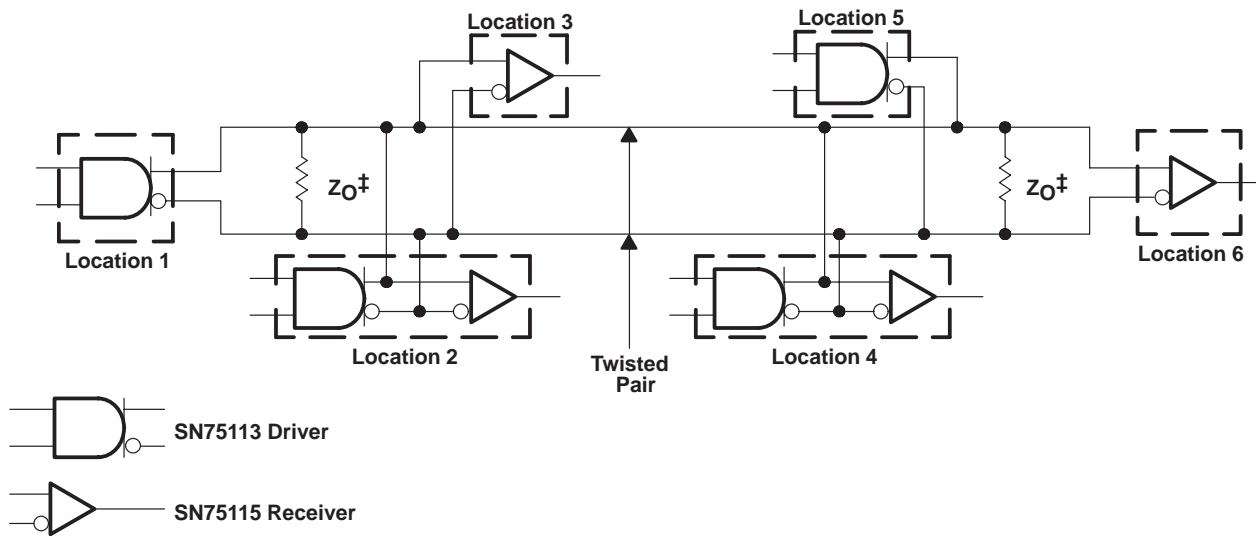 Location 3
Location 5
ZO‡
ZO‡
Location 1
Location 6
Location 2
Location 4
Twisted
Pair
SN75113 Driver
SN75115 Receiver